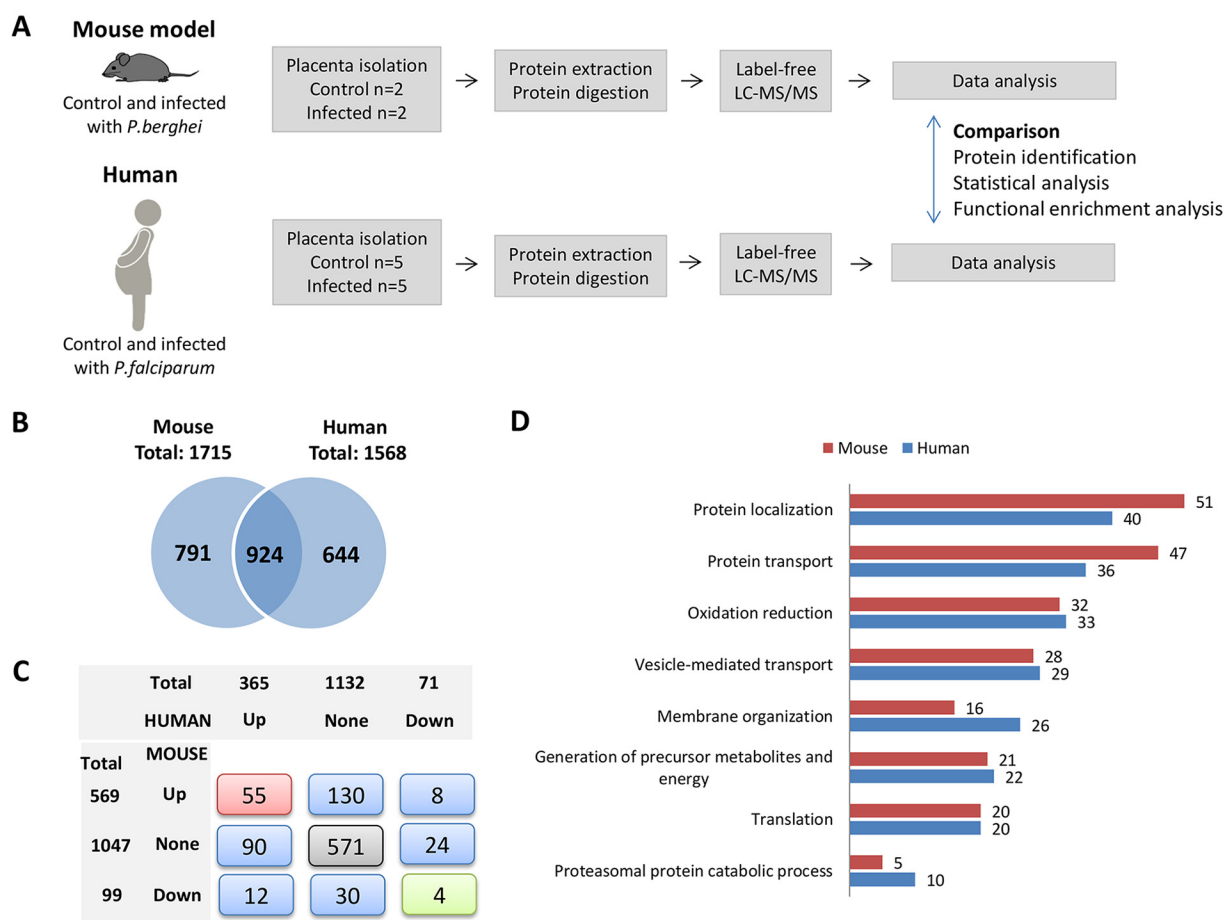 A
Mouse model
Control and infected
with P.berghei
Placenta isolation
Control n=2
Infected n=2
Protein extraction
Protein digestion
Label-free
LC-MS/MS
Data analysis
Comparison
Protein identification
Statistical analysis
Functional enrichment analysis
Human
Control and infected
with P.falciparum
Placenta isolation
Control n=5
Infected n=5
Protein extraction
Protein digestion
Label-free
LC-MS/MS
Data analysis
B
Mouse
Total: 1715
Human
Total: 1568
791
924
644
C
Total 365 1132 71
HUMAN Up None Down
Total MOUSE
569 Up 55 130 8
1047 None 90 571 24
99 Down 12 30 4
D
Mouse Human
Protein localization
51
40
Protein transport
47
36
Oxidation reduction
32
33
Vesicle-mediated transport
28
29
Membrane organization
16
26
Generation of precursor metabolites and
energy
21
22
Translation
20
20
Proteasomal protein catabolic process
5
10